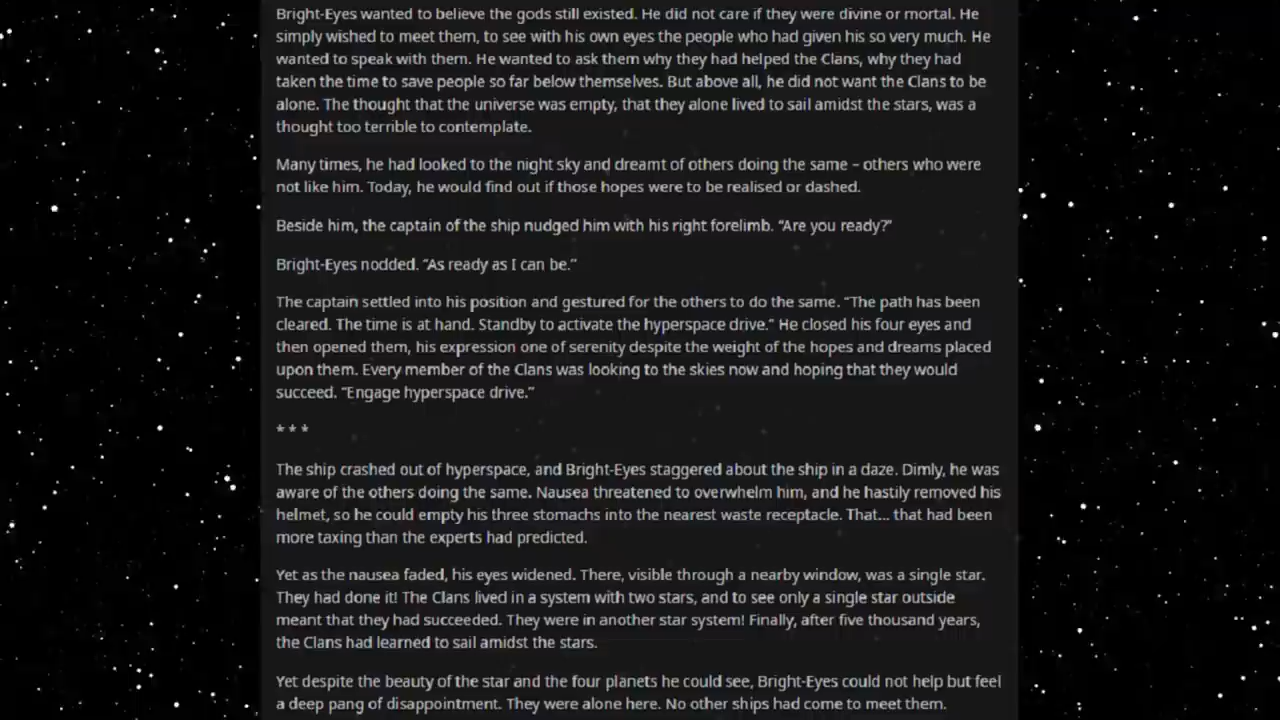 Bright-Eyes wanted to believe the gods still existed. He did not care if they were divine or mortal. He
simply wished to meet them, to see with his own eyes the people who had given his so very much. He
wanted to speak with them. He wanted to ask them why they had helped the Clans, why they had
taken the time to save people so far below themselves. But above all, he did not want the Clans to be
alone. The thought that the universe was empty, that they alone lived to sail amidst the stars, was a
thought too terrible to contemplate.
Many times, he had looked to the night sky and dreamt of others doing the same – others who were
not like him. Today, he would find out if those hopes were to be realised or dashed.
Beside him, the captain of the ship nudged him with his right forelimb. “Are you ready?”
Bright-Eyes nodded. “As ready as I can be.”
The captain settled into his position and gestured for the others to do the same. “The path has been
cleared. The time is at hand. Standby to activate the hyperspace drive.” He closed his four eyes and
then opened them, his expression one of serenity despite the weight of the hopes and dreams placed
upon them. Every member of the Clans was looking to the skies now and hoping that they would
succeed. “Engage hyperspace drive.”
* * *
The ship crashed out of hyperspace, and Bright-Eyes staggered about the ship in a daze. Dimly, he was
aware of the others doing the same. Nausea threatened to overwhelm him, and he hastily removed his
helmet, so he could empty his three stomachs into the nearest waste receptacle. That... that had been
more taxing than the experts had predicted.
Yet as the nausea faded, his eyes widened. There, visible through a nearby window, was a single star.
They had done it! The Clans lived in a system with two stars, and to see only a single star outside
meant that they had succeeded. They were in another star system! Finally, after five thousand years,
the Clans had learned to sail amidst the stars.
Yet despite the beauty of the star and the four planets he could see, Bright-Eyes could not help but feel
a deep pang of disappointment. They were alone here. No other ships had come to meet them.